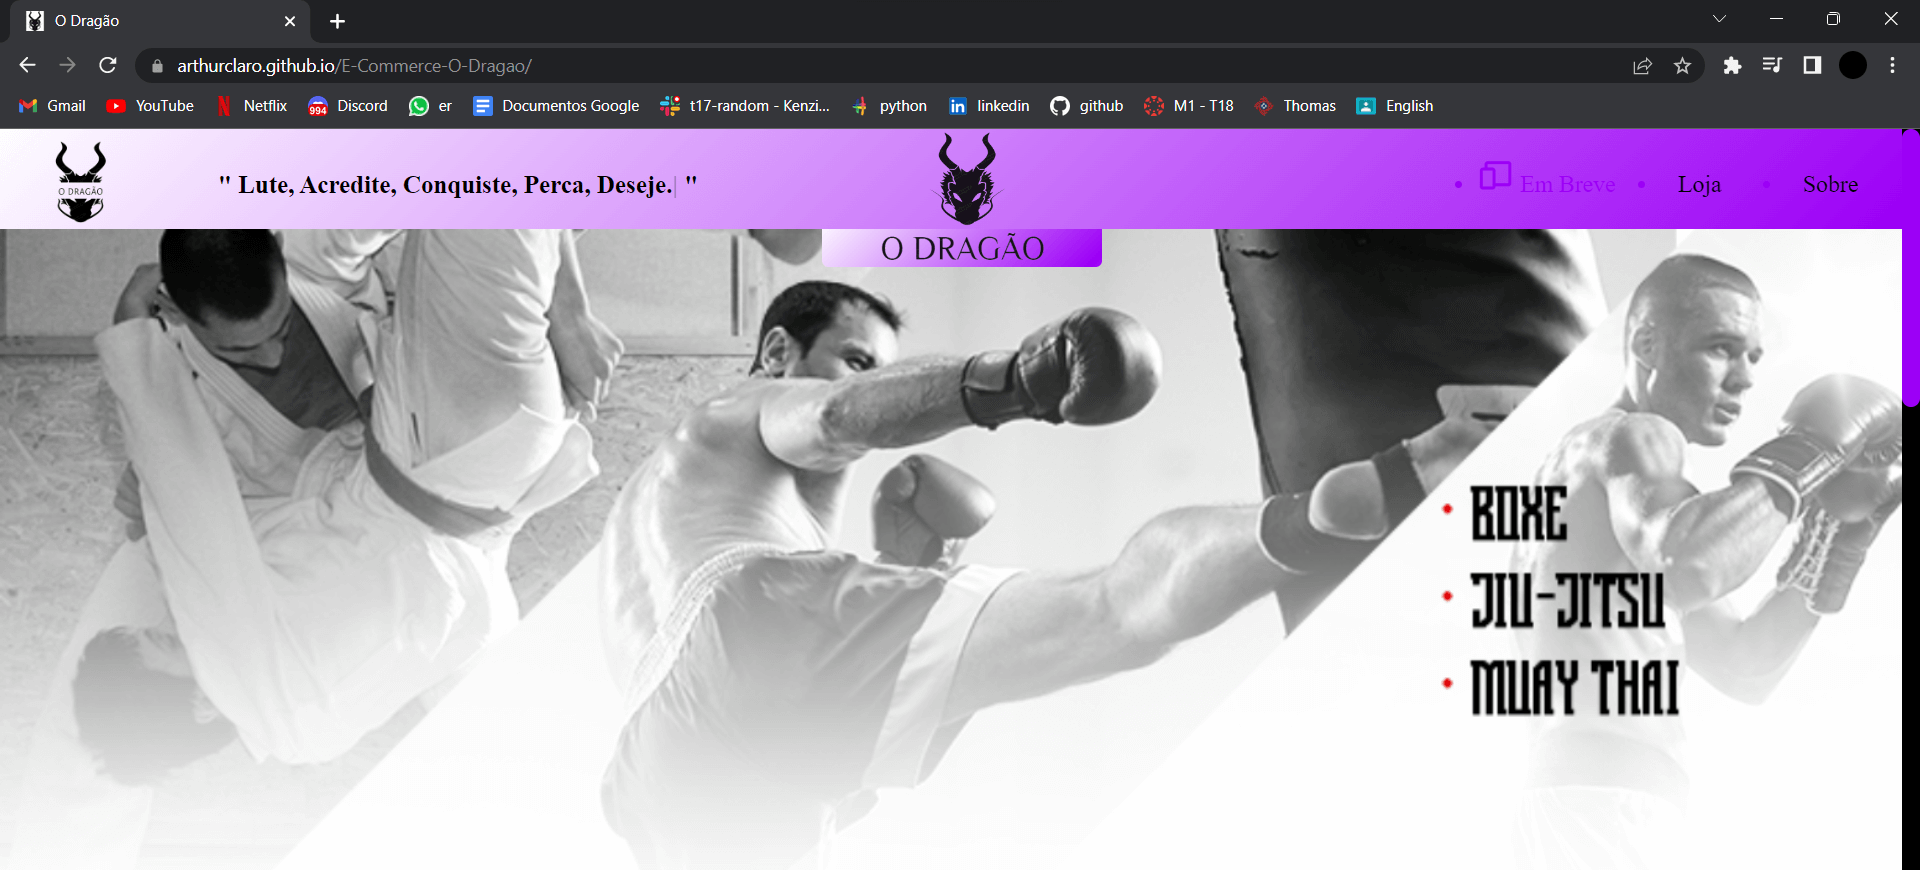 O Dragão
arthurclaro.github.io/E-Commerce-O-Dragao/
Gmail YouTube Netflix 994 Discord er Documentos Google t17-random - Kenzi... python linkedin github M1 - T18 Thomas English
O DRAGÃO
" Lute, Acredite, Conquiste, Perca, Deseje.| "
Em Breve Loja Sobre
O DRAGÃO
BOXE
JIU-JITSU
MUAY THAI